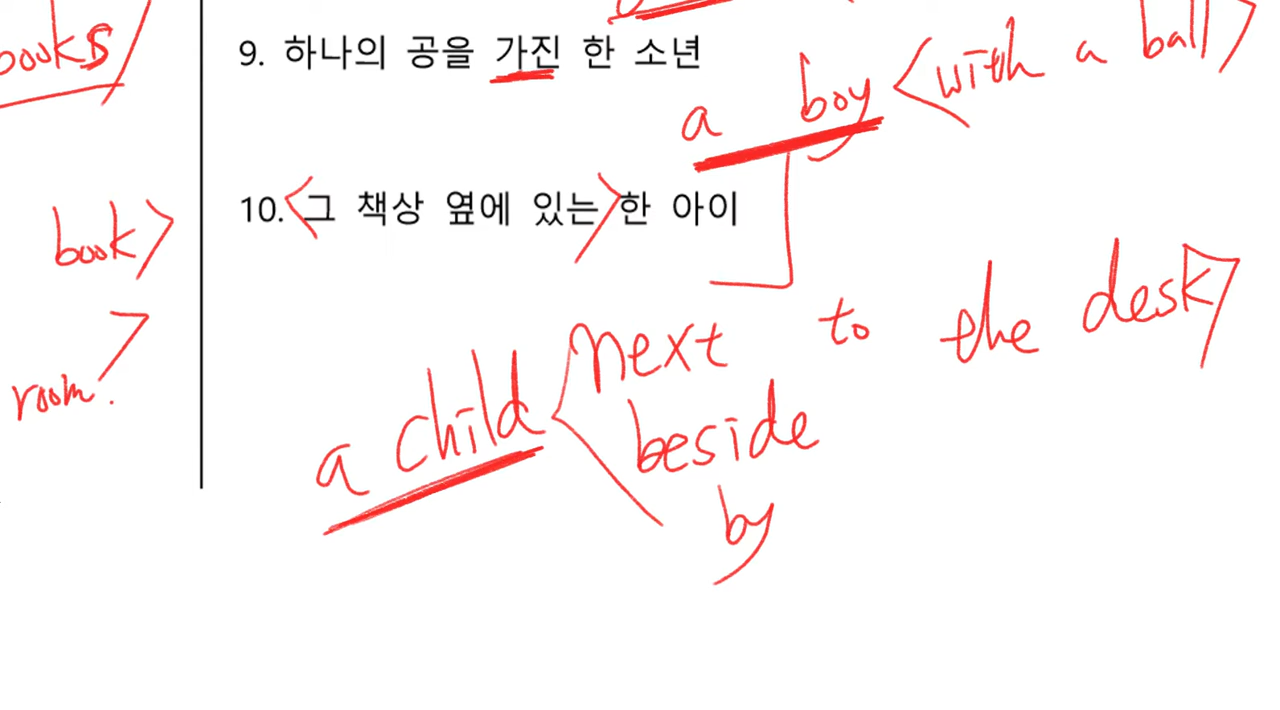 books
9. 하나의 공을 가진 한 소년
a boy <with a ball>
10. <그 책상 옆에 있는> 한 아이
book>
room.
a child <next to the desk>
beside
by